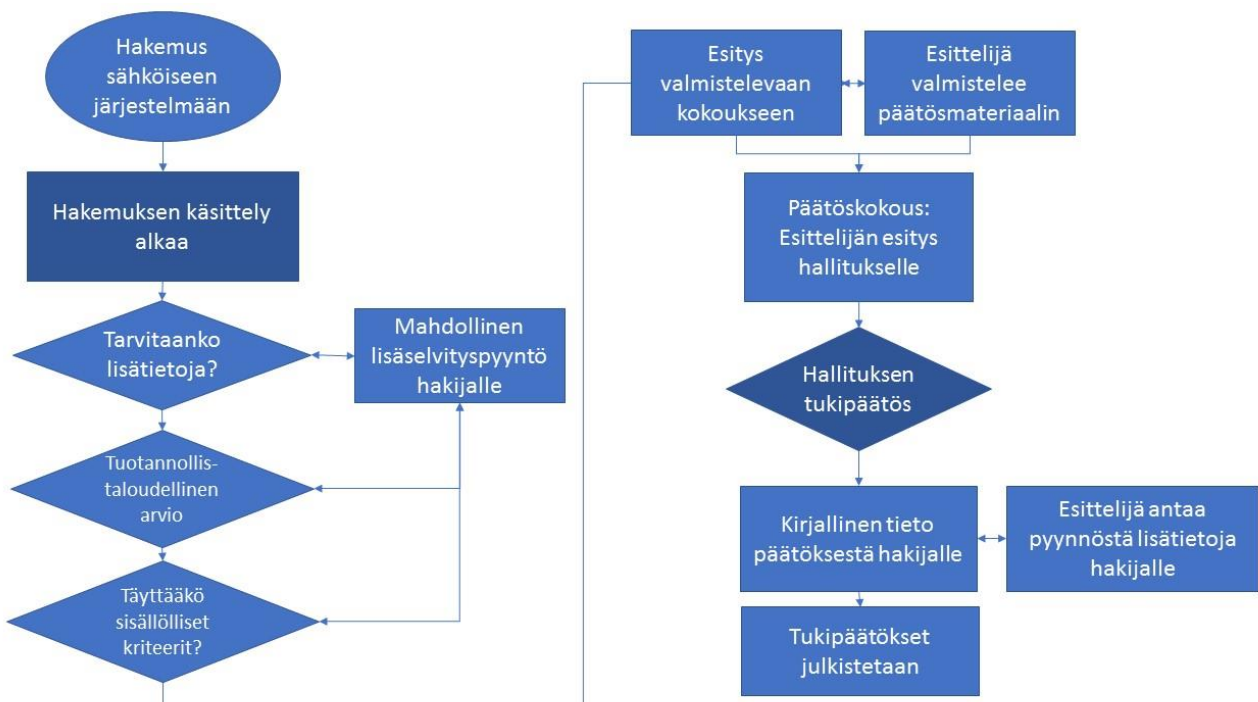 Hakemus
sähköiseen
järjestelmään
Hakemuksen käsittely
alkaa
Tarvitaanko
lisätietoja?
Mahdollinen
lisäselvityspyyntö
hakijalle
Tuotannollis-
taloudellinen
arvio
Täyttääkö
sisällölliset
kriteerit?
Esitys
valmistelevaan
kokoukseen
Esittelijä
valmistelee
päätösmateriaalin
Päätöskokous:
Esittelijän esitys
hallitukselle
Hallituksen
tukipäätös
Kirjallinen tieto
päätöksestä hakijalle
Esittelijä antaa
pyynnöstä lisätietoja
hakijalle
Tukipäätökset
julkistetaan